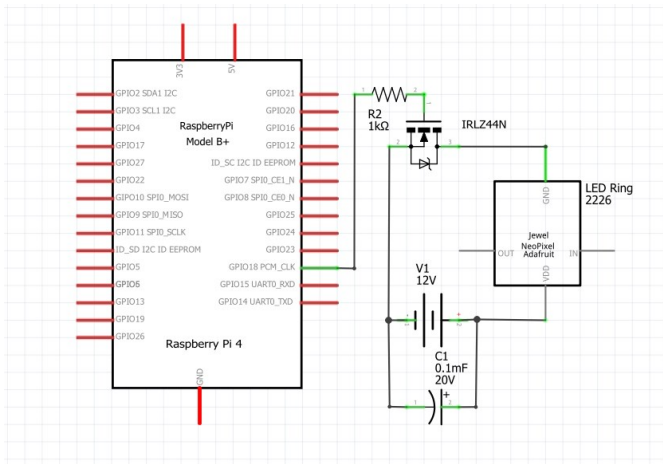 3V3
5V
GPIO2 SDA1 I2C
GPIO3 SCL1 I2C
GPIO4
GPIO17
GPIO27
GPIO22
GIPO10 SPI0_MOSI
GPIO9 SPI0_MISO
GPIO11 SPI0_SCLK
ID_SD I2C ID EEPROM
GPIO5
GPIO6
GPIO13
GPIO19
GPIO26
RaspberryPi
Model B+
GPIO21
GPIO20
GPIO16
GPIO12
ID_SC I2C ID EEPROM
GPIO7 SPI0_CE1_N
GPIO8 SPI0_CE0_N
GPIO25
GPIO24
GPIO23
GPIO18 PCM_CLK
GPIO15 UART0_RXD
GPIO14 UART0_TXD
Raspberry Pi 4
GND
R2
1kΩ
IRLZ44N
LED Ring
2226
GND
Jewel
NeoPixel
Adafruit
OUT
IN
VDD
V1
12V
C1
0.1mF
20V
+